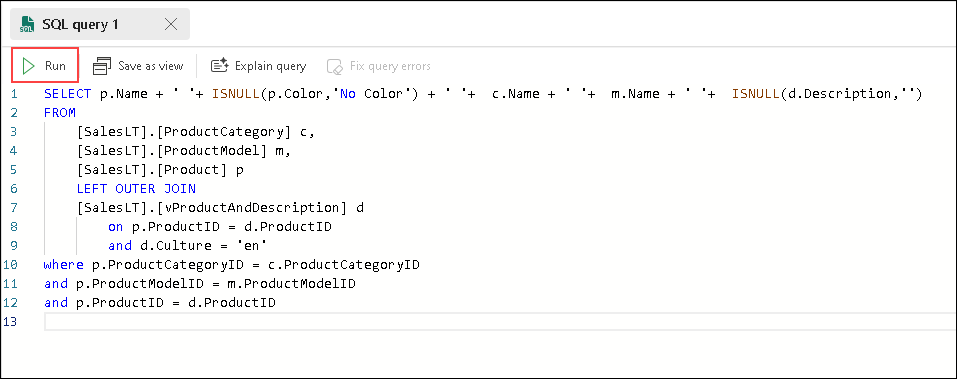 SQL query 1
Run Save as view Explain query Fix query errors
1 SELECT p.Name + ' '+ ISNULL(p.Color,'No Color') + ' '+  c.Name + ' '+  m.Name + ' '+  ISNULL(d.Description,'')
2 FROM
3     [SalesLT].[ProductCategory] c,
4     [SalesLT].[ProductModel] m,
5     [SalesLT].[Product] p
6     LEFT OUTER JOIN
7     [SalesLT].[vProductAndDescription] d
8         on p.ProductID = d.ProductID
9         and d.Culture = 'en'
10 where p.ProductCategoryID = c.ProductCategoryID
11 and p.ProductModelID = m.ProductModelID
12 and p.ProductID = d.ProductID
13